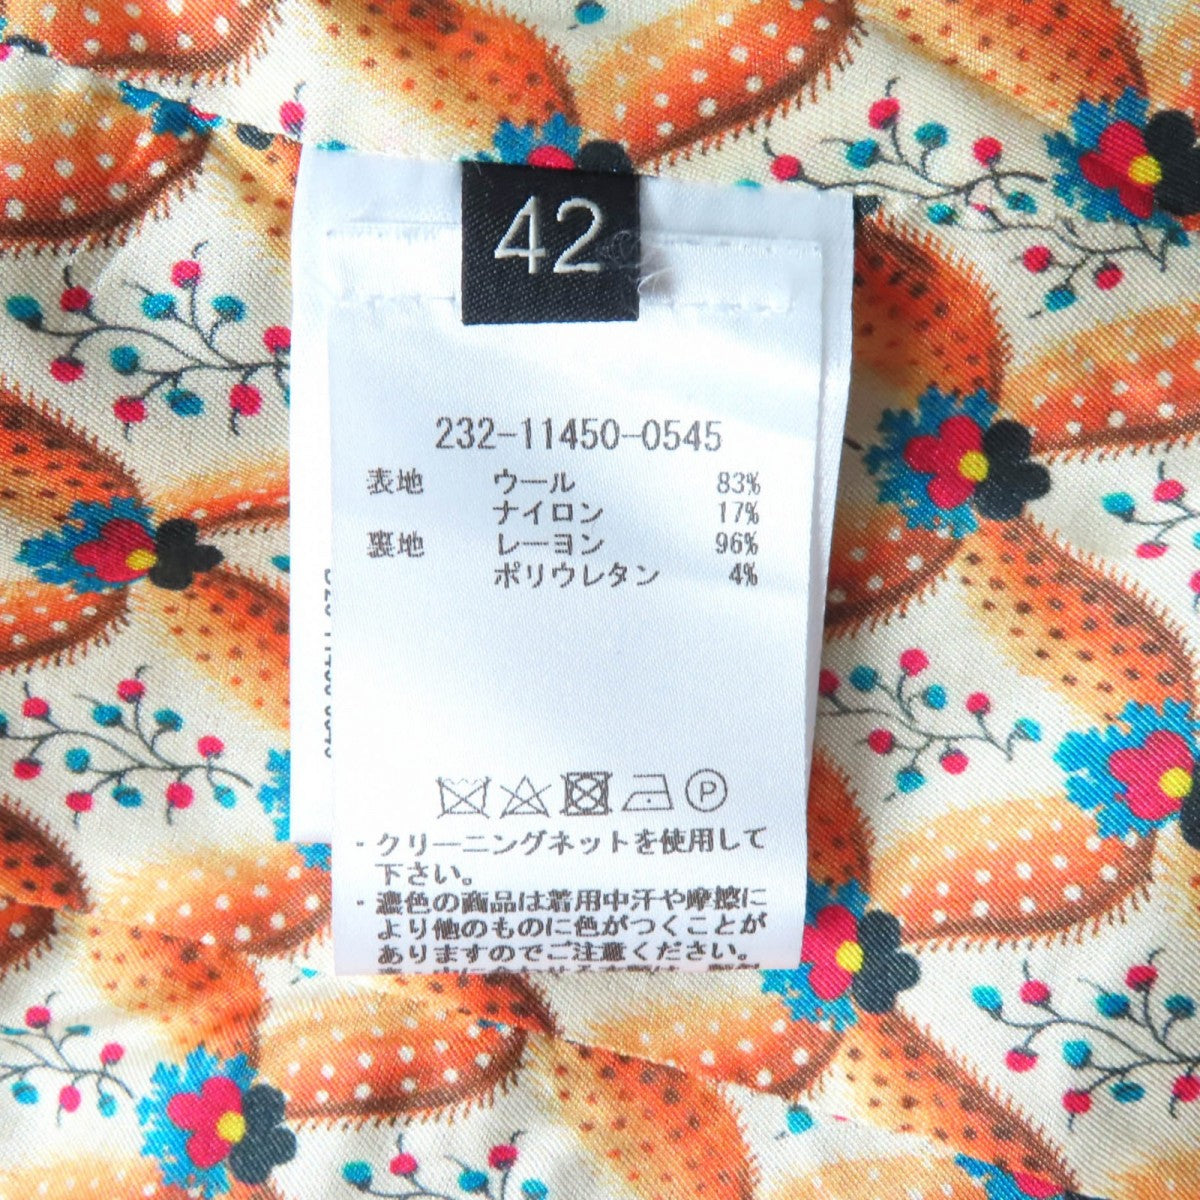 42
232-11450-0545
表地 ウール 83%
ナイロン 17%
裏地 レーヨン 96%
ポリウレタン 4%
P
・クリーニングネットを使用して
下さい。
・濃色の商品は着用中汗や摩擦に
より他のものに色がつくことが
ありますのでご注意ください。